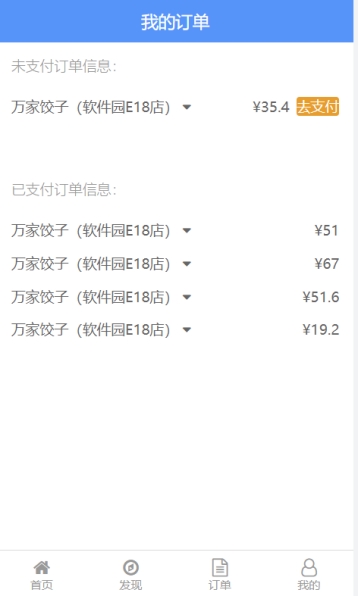 我的订单
未支付订单信息：
万家饺子（软件园E18店） ¥35.4 去支付
已支付订单信息：
万家饺子（软件园E18店） ¥51
万家饺子（软件园E18店） ¥67
万家饺子（软件园E18店） ¥51.6
万家饺子（软件园E18店） ¥19.2
首页 发现 订单 我的